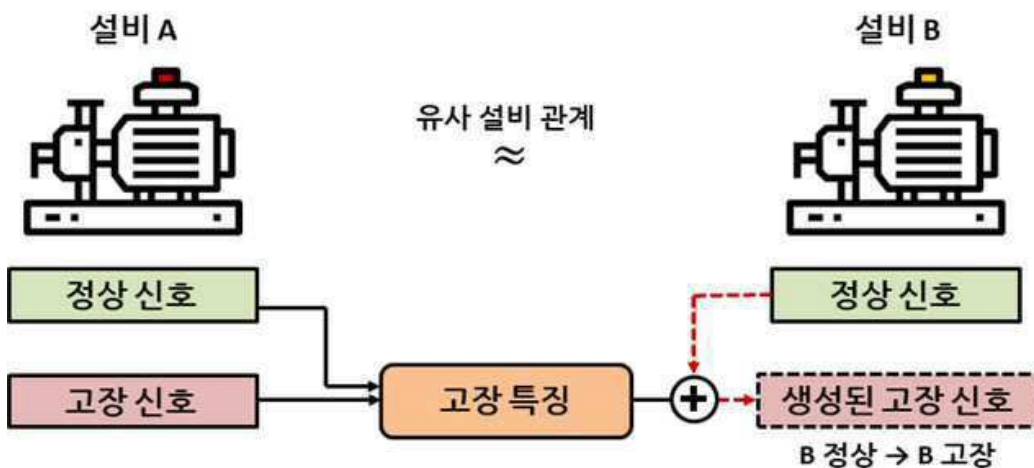 설비 A
설비 B
유사 설비 관계
≈
정상 신호
정상 신호
고장 신호
고장 특징
+
생성된 고장 신호
B 정상 → B 고장